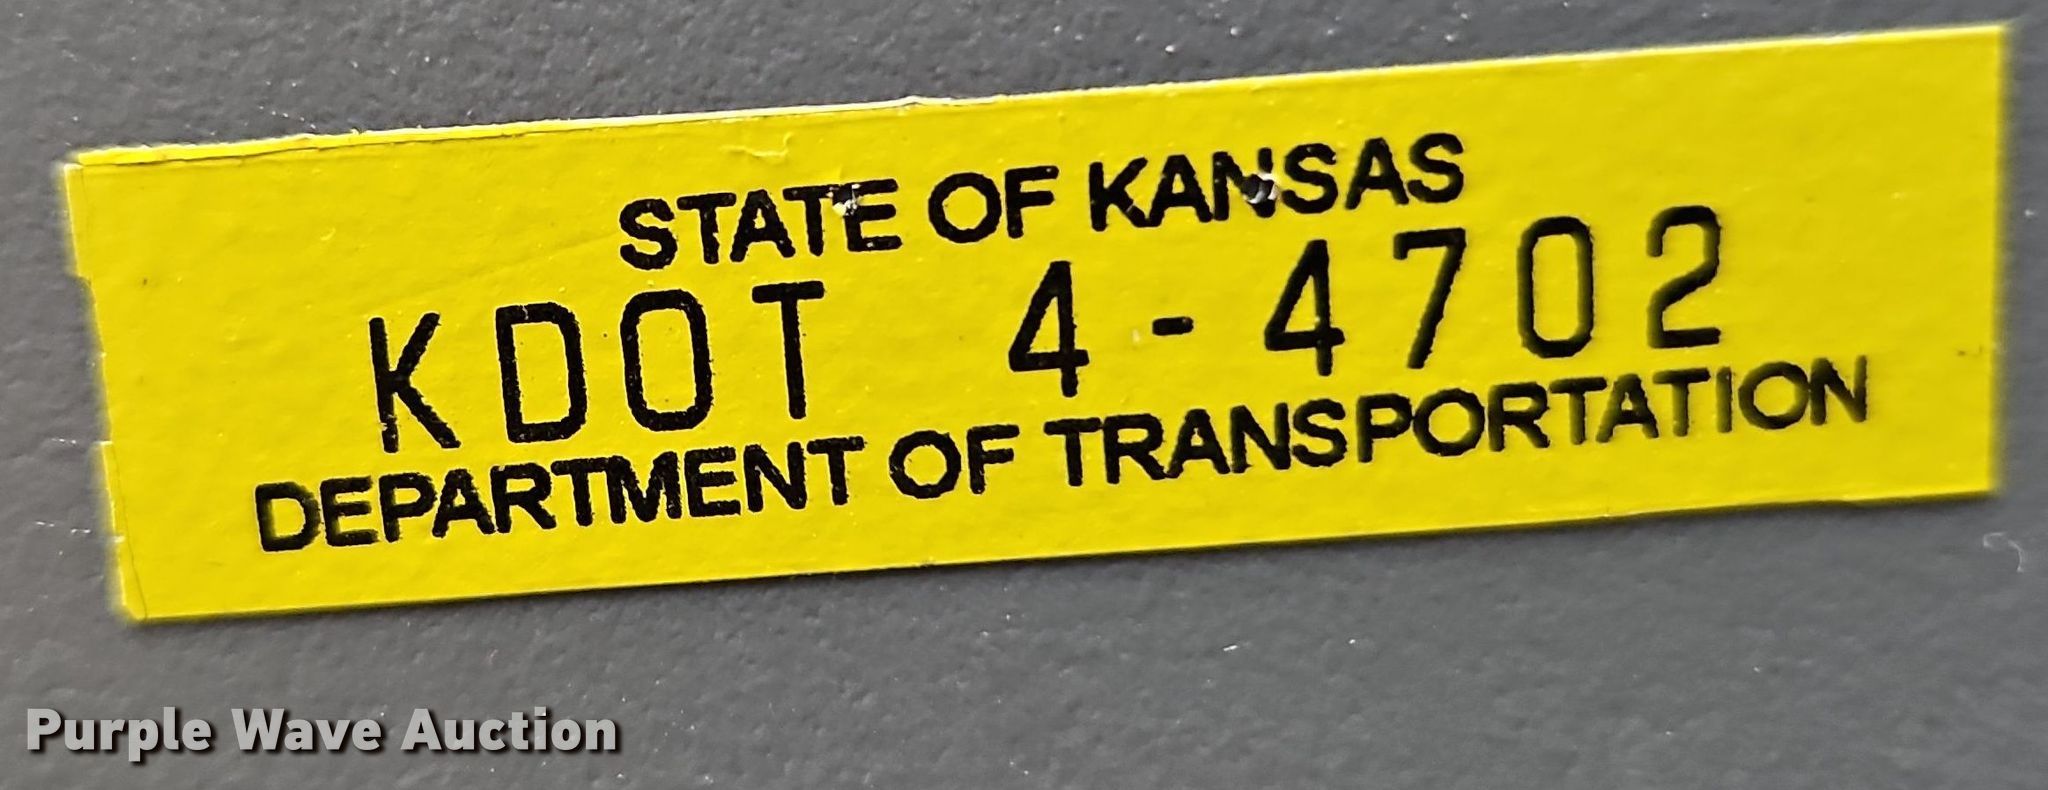 STATE OF KANSAS
KDOT 4-4702
DEPARTMENT OF TRANSPORTATION
Purple Wave Auction